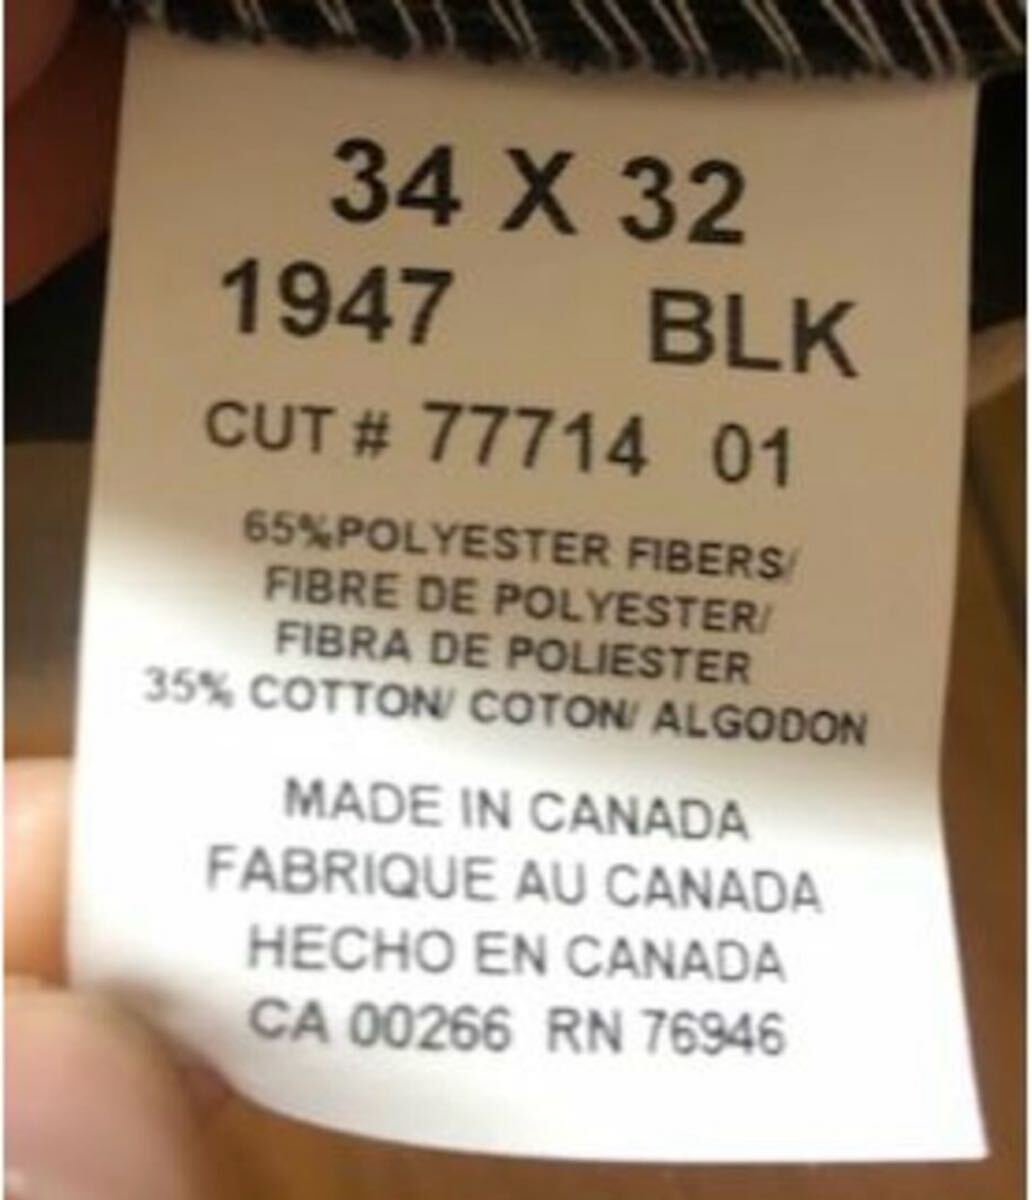 34 X 32
1947 BLK
CUT # 77714 01
65%POLYESTER FIBERS/
FIBRE DE POLYESTER/
FIBRA DE POLIESTER
35% COTTON/ COTON/ ALGODON
MADE IN CANADA
FABRIQUE AU CANADA
HECHO EN CANADA
CA 00266 RN 76946